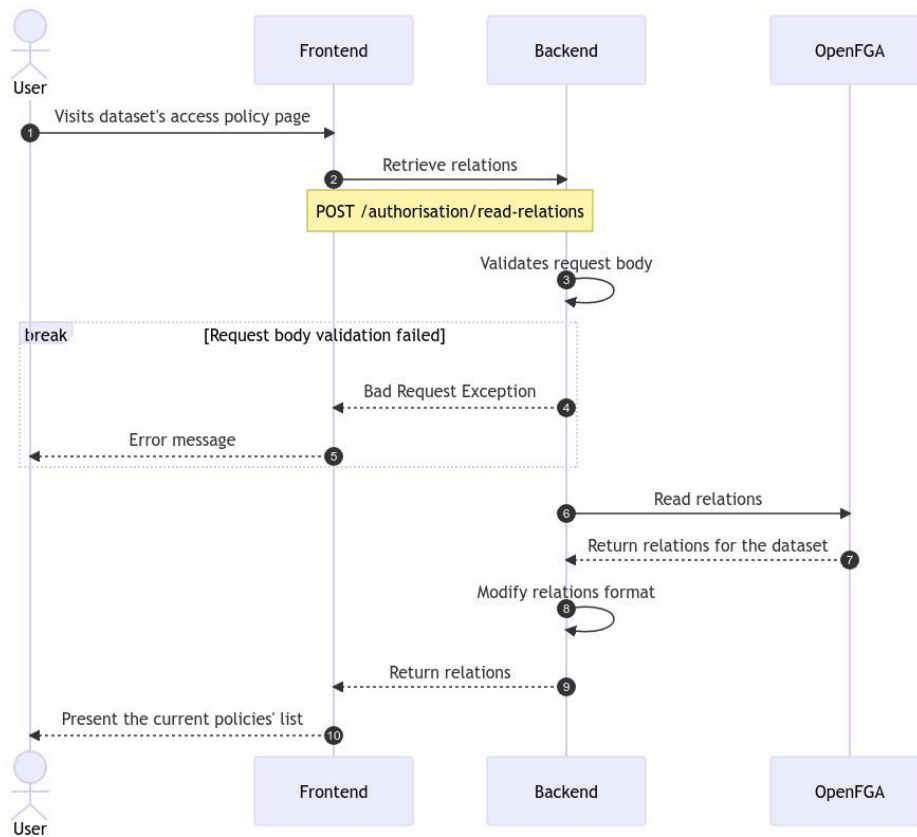 Frontend
Backend
OpenFGA
User
Visits dataset's access policy page
1
Retrieve relations
2
POST /authorisation/read-relations
Validates request body
3
break
[Request body validation failed]
Bad Request Exception
4
Error message
5
Read relations
6
Return relations for the dataset
7
Modify relations format
8
Return relations
9
Present the current policies' list
10
Frontend
Backend
OpenFGA
User